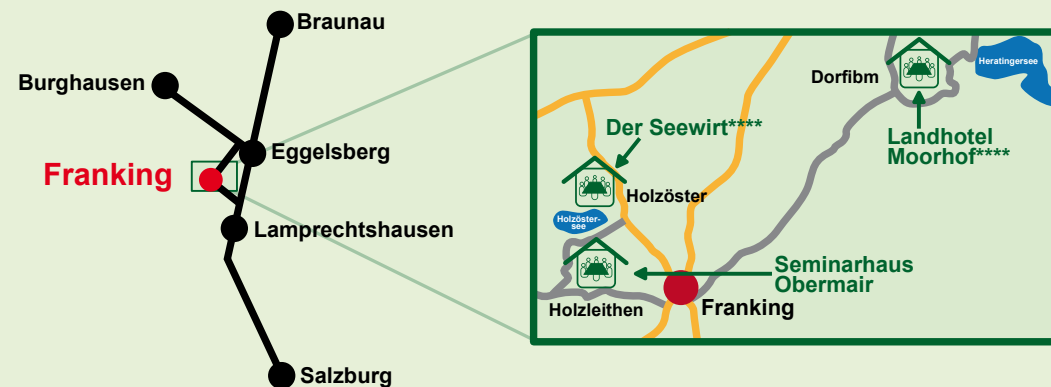 Braunau
Burghausen
Eggelsberg
Franking
Lamprechtshausen
Salzburg
Heratingersee
Dorfibm
Der Seewirt****
Landhotel
Moorhof****
Holzöster
Holzöster-
see
Seminarhaus
Obermair
Holzleithen
Franking